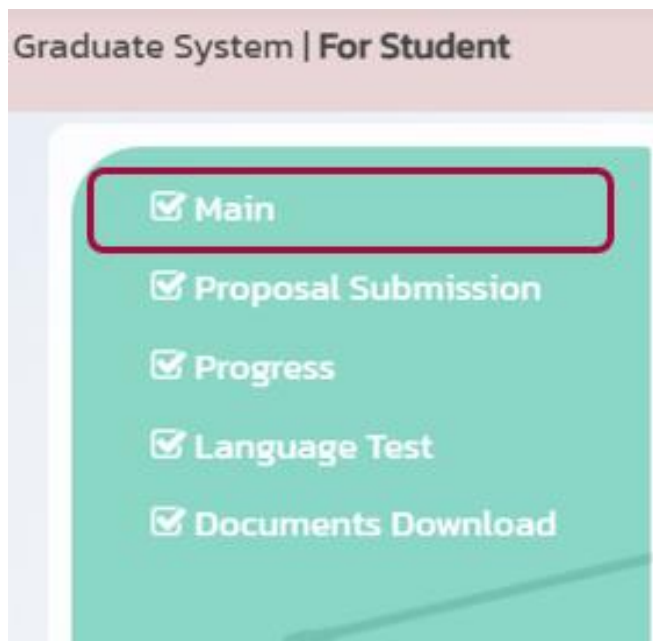 Graduate System | For Student
Main
Proposal Submission
Progress
Language Test
Documents Download